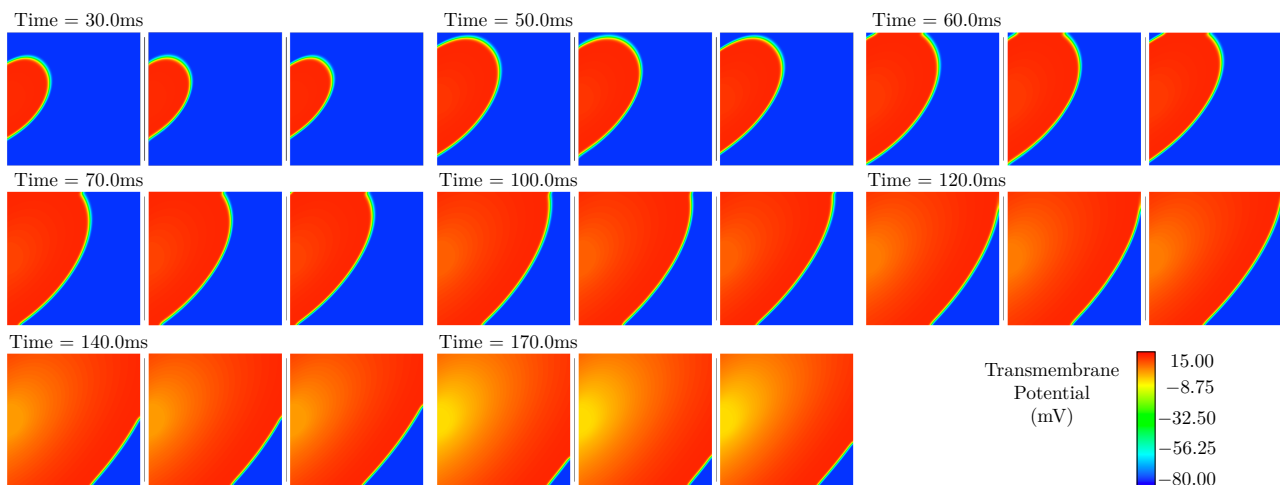 Time = 30.0ms
Time = 50.0ms
Time = 60.0ms
Time = 70.0ms
Time = 100.0ms
Time = 120.0ms
Time = 140.0ms
Time = 170.0ms
Transmembrane
Potential
(mV)
15.00
−8.75
−32.50
−56.25
−80.00